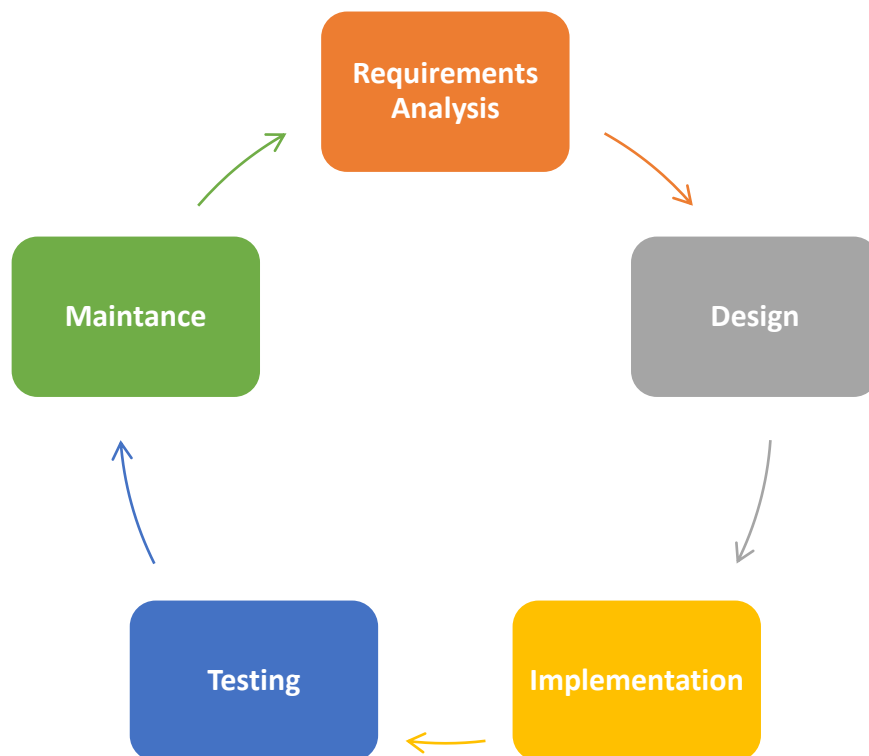 Requirements
Analysis
Design
Implementation
Testing
Maintance